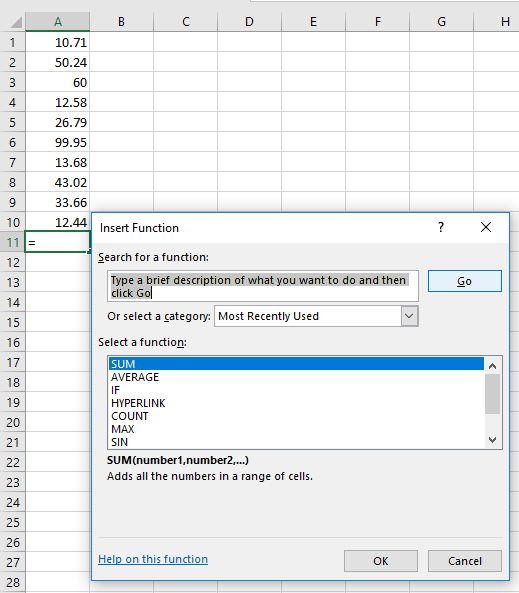 A B C D E F G H
1 10.71
2 50.24
3 60
4 12.58
5 26.79
6 99.95
7 13.68
8 43.02
9 33.66
10 12.44
11 =
12
13
14
15
16
17
18
19
20
21
22
23
24
25
26
27
28
Insert Function ? ×
Search for a function:
Type a brief description of what you want to do and then
click Go
Go
Or select a category: Most Recently Used
Select a function:
SUM
AVERAGE
IF
HYPERLINK
COUNT
MAX
SIN
SUM(number1,number2,...)
Adds all the numbers in a range of cells.
Help on this function
OK Cancel